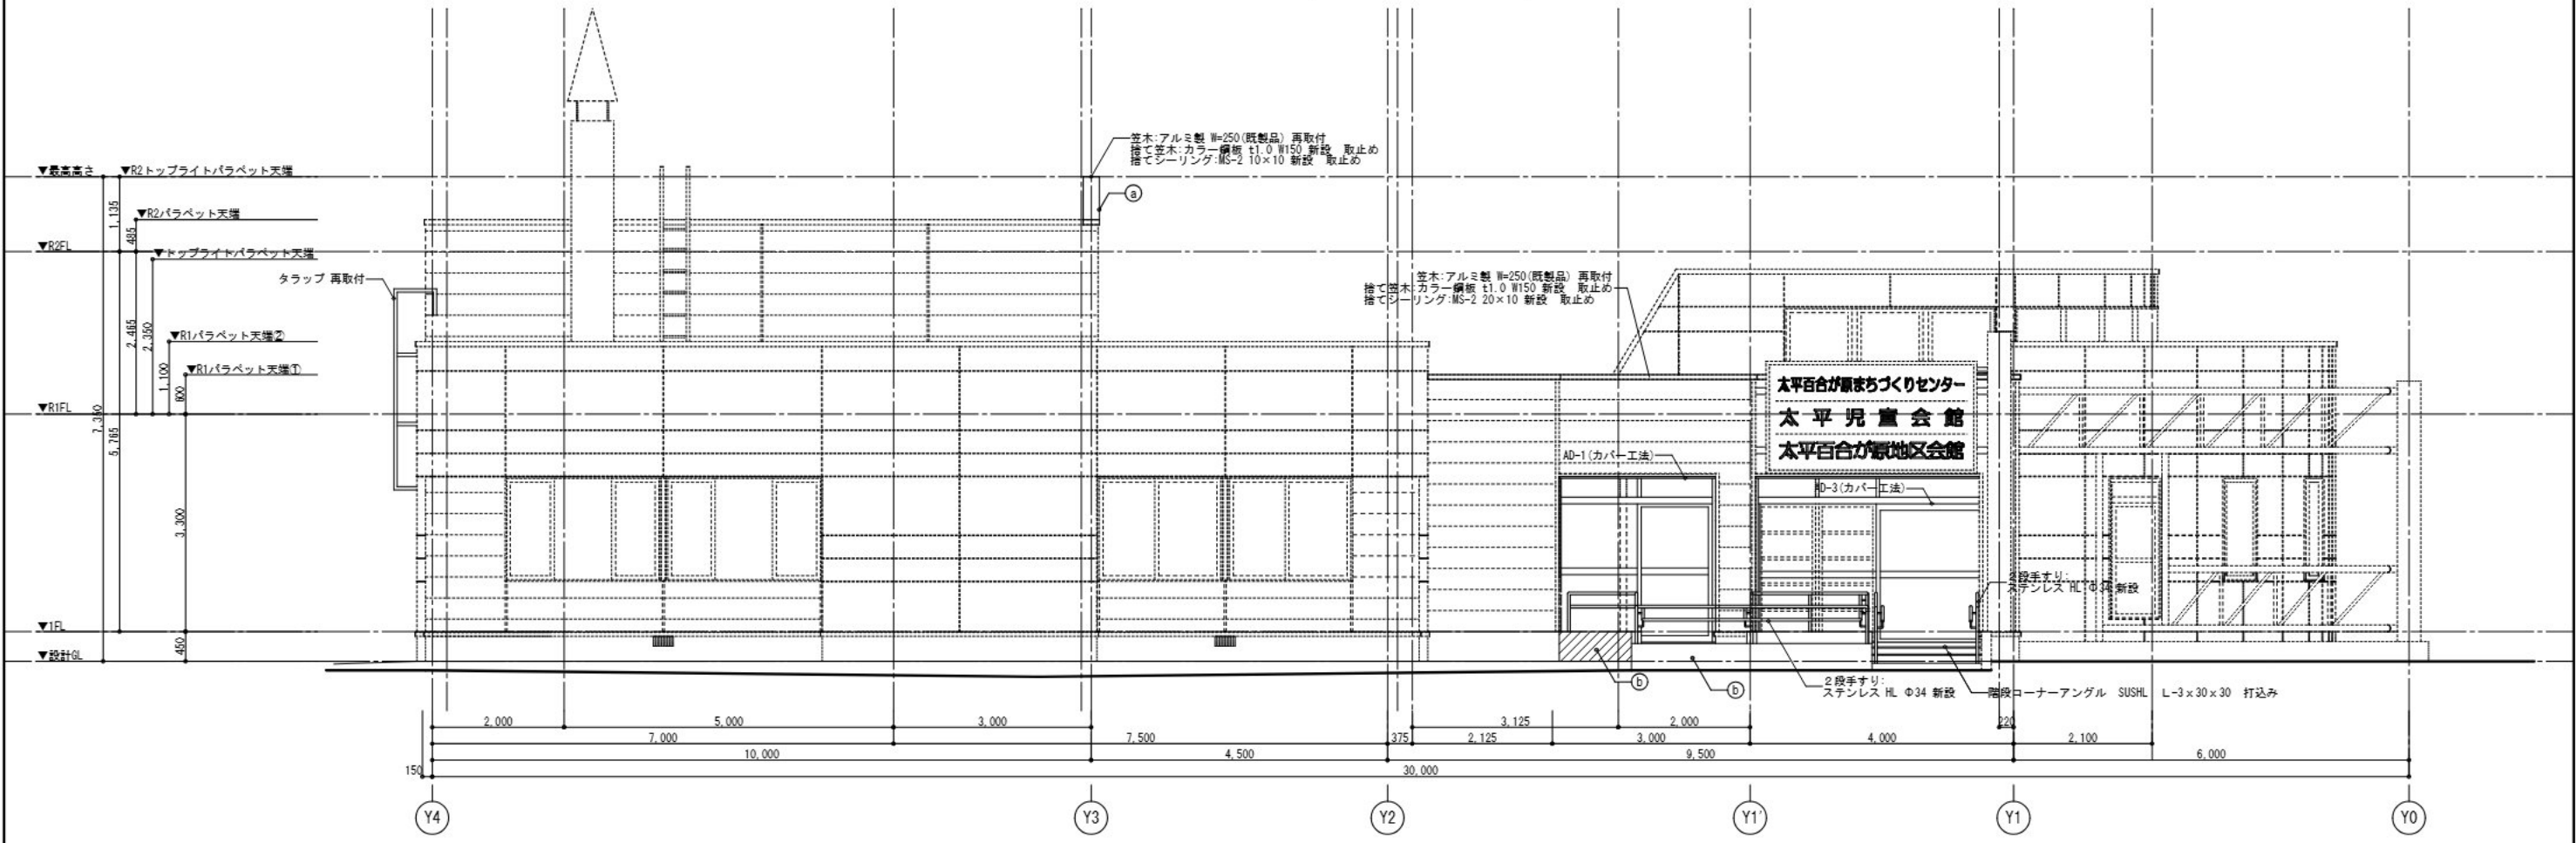 笠木:アルミ製 W=250(既製品) 再取付
捨て笠木:カラー鋼板 t1.0 W150 新設 取止め
捨てシーリング:MS-2 10×10 新設 取止め
▼最高高さ
▼R2トップライトパラペット天端
ⓐ
1,135
▼R2パラペット天端
485
▼R2FL
▼トップライトパラペット天端
タラップ 再取付
笠木:アルミ製 W=250(既製品) 再取付
捨て笠木:カラー鋼板 t1.0 W150 新設 取止め
捨てシーリング:MS-2 20×10 新設 取止め
2,465
2,350
▼R1パラペット天端②
1,100
▼R1パラペット天端①
600
▼R1FL
5,765
3,300
太平百合が原まちづくりセンター
太平児童会館
太平百合が原地区会館
AD-1(カバー工法)
AD-3(カバー工法)
2段手すり:
ステンレス HL Φ34 新設
▼1FL
450
▼設計GL
ⓑ
ⓑ
2段手すり:
ステンレス HL Φ34 新設
階段コーナーアングル SUSHL L-3x30x30 打込み
2,000
5,000
3,000
3,125
2,000
220
7,000
7,500
375
2,125
3,000
4,000
2,100
10,000
4,500
9,500
6,000
150
30,000
Y4
Y3
Y2
Y1'
Y1
Y0